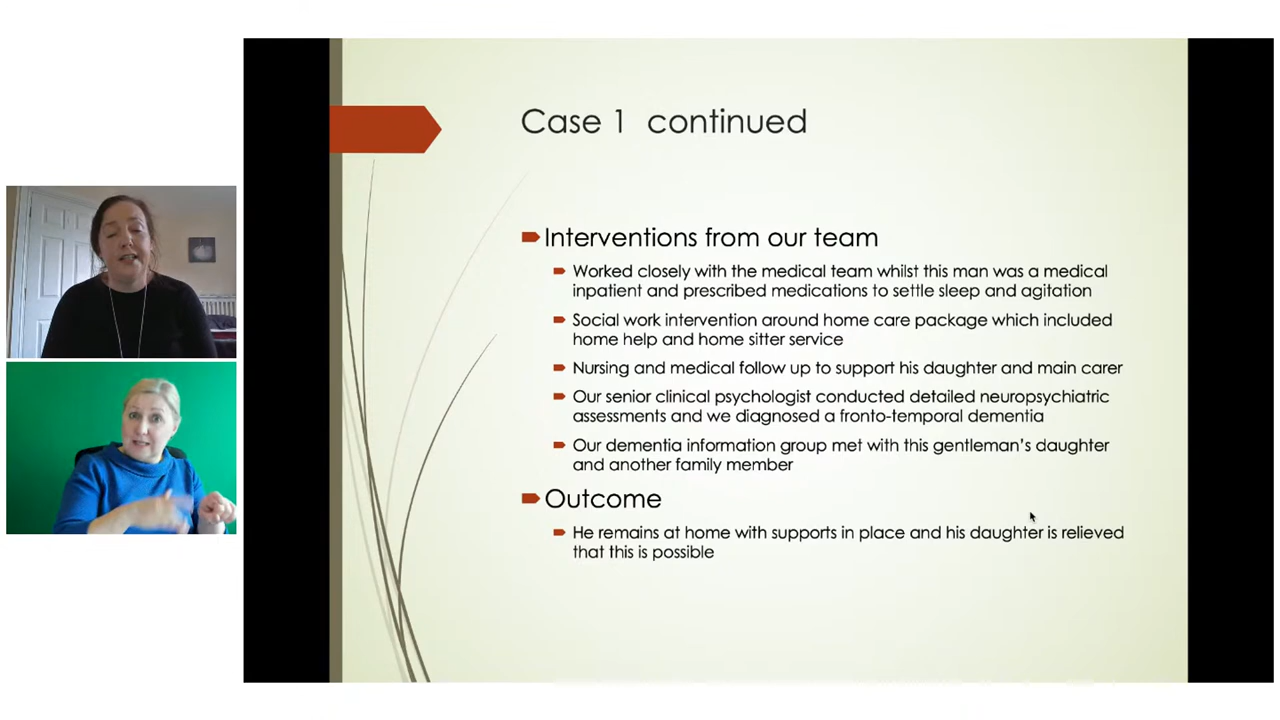 Case 1 continued
Interventions from our team
Worked closely with the medical team whilst this man was a medical
inpatient and prescribed medications to settle sleep and agitation
Social work intervention around home care package which included
home help and home sitter service
Nursing and medical follow up to support his daughter and main carer
Our senior clinical psychologist conducted detailed neuropsychiatric
assessments and we diagnosed a fronto-temporal dementia
Our dementia information group met with this gentleman's daughter
and another family member
Outcome
He remains at home with supports in place and his daughter is relieved
that this is possible